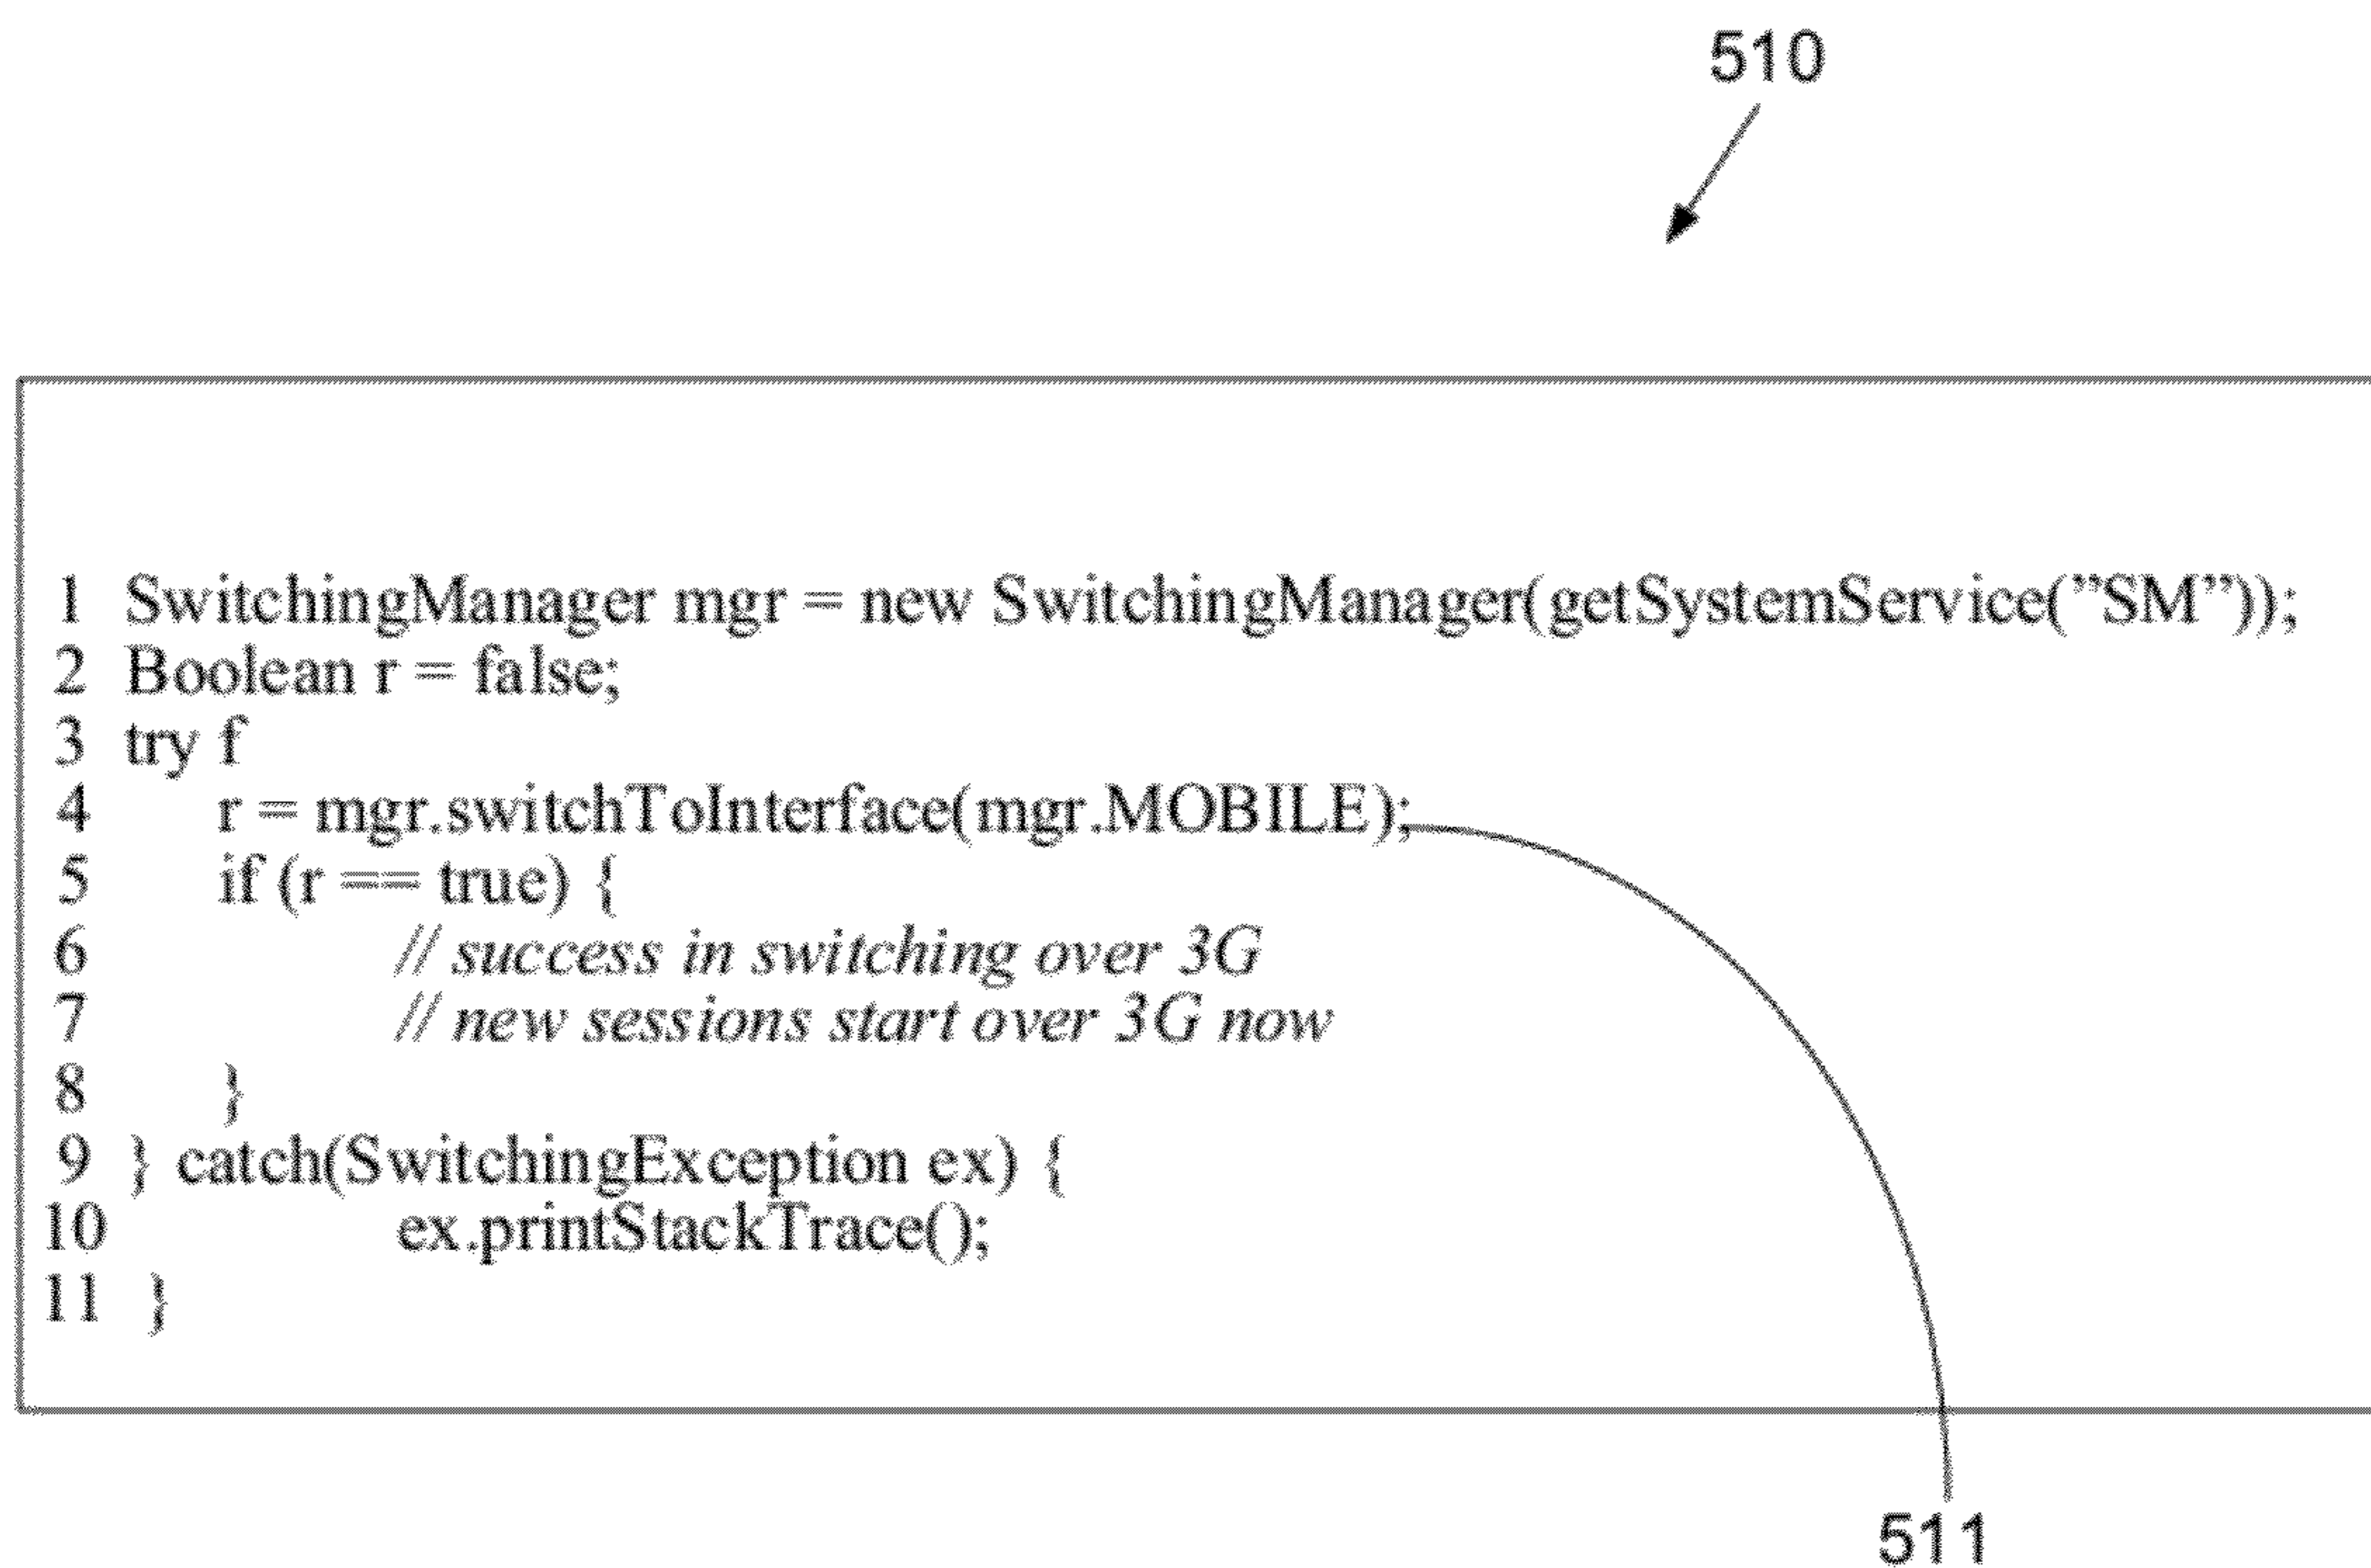 510
1 SwitchingManager mgr = new SwitchingManager(getSystemService(”SM”));
2 Boolean r = false;
3 try f
4 r = mgr.switchToInterface(mgr.MOBILE);
5 if (r == true) {
6 // success in switching over 3G
7 // new sessions start over 3G now
8 }
9 } catch(SwitchingException ex) {
10 ex.printStackTrace();
11 }
511